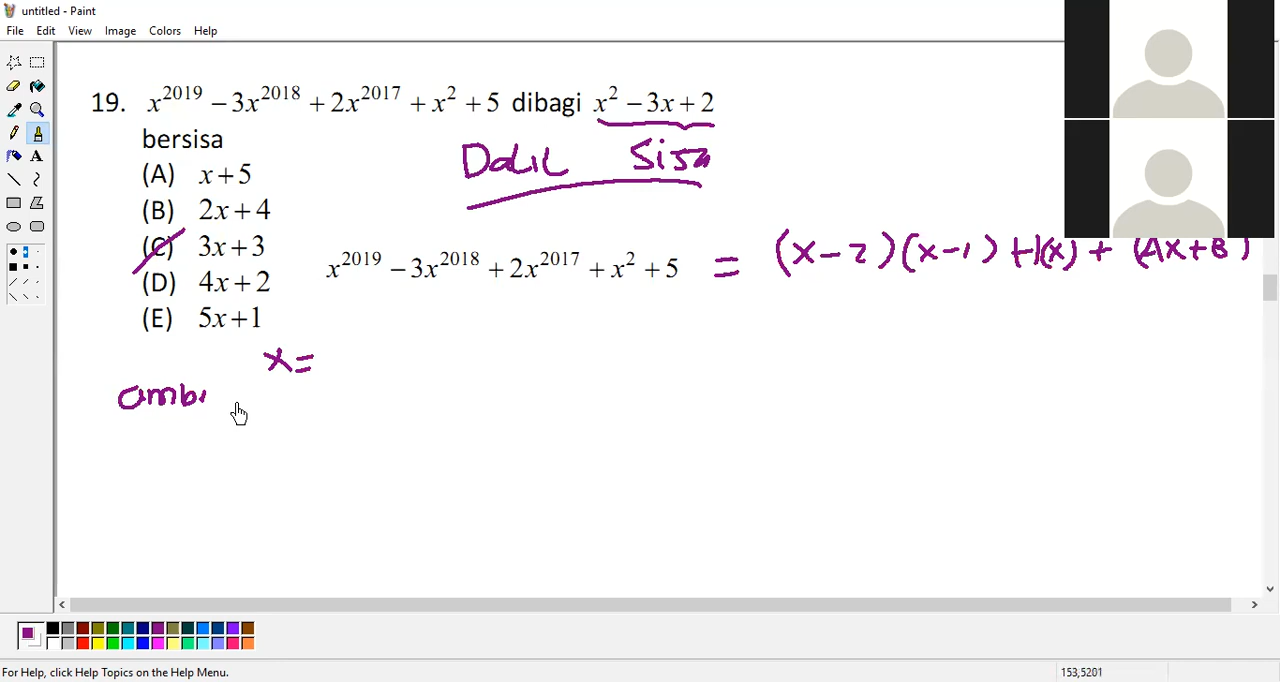 untitled - Paint
File Edit View Image Colors Help
19. x^2019 − 3x^2018 + 2x^2017 + x^2 + 5 dibagi x^2 − 3x + 2
bersisa
Dalil Sisa
(A) x + 5
(B) 2x + 4
(C) 3x + 3
x^2019 − 3x^2018 + 2x^2017 + x^2 + 5 = (x−2)(x−1) H(x) + (Ax+B)
(D) 4x + 2
(E) 5x + 1
x=
ambi
For Help, click Help Topics on the Help Menu.
153,5201